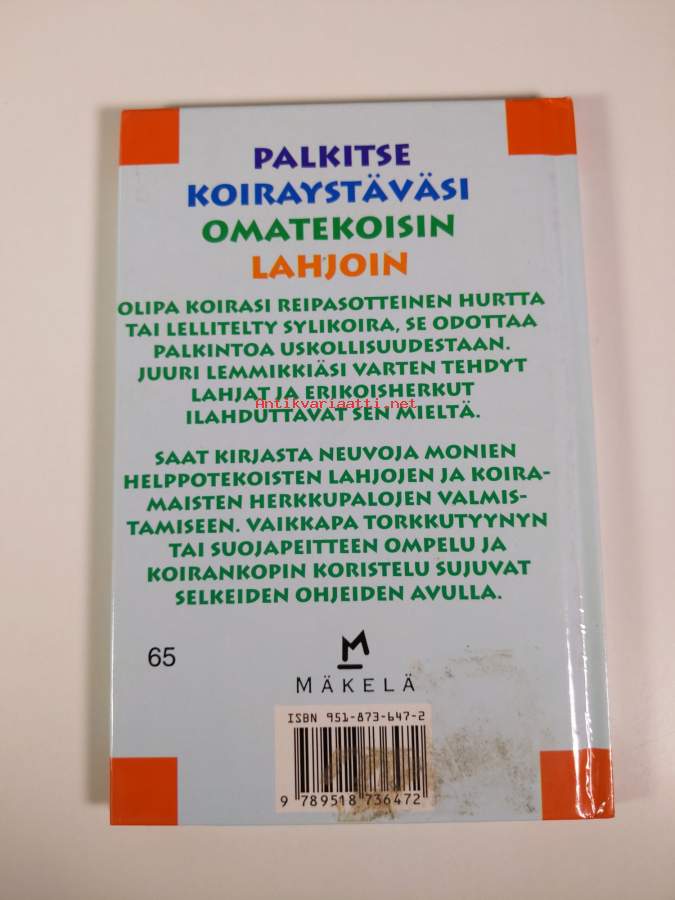 PALKITSE
KOIRAYSTÄVÄSI
OMATEKOISIN
LAHJOIN
OLIPA KOIRASI REIPASOTTEINEN HURTTA
TAI LELLITELTY SYLIKOIRA, SE ODOTTAA
PALKINTOA USKOLLISUUDESTAAN.
JUURI LEMMIKKIÄSI VARTEN TEHDYT
LAHJAT JA ERIKOISHERKUT
Antikvariaatti.net
ILAHDUTTAVAT SEN MIELTÄ.
SAAT KIRJASTA NEUVOJA MONIEN
HELPPOTEKOISTEN LAHJOJEN JA KOIRA-
MAISTEN HERKKUPALOJEN VALMIS-
TAMISEEN. VAIKKAPA TORKKUTYYNYN
TAI SUOJAPEITTEEN OMPELU JA
KOIRANKOPIN KORISTELU SUJUVAT
SELKEIDEN OHJEIDEN AVULLA.
65
M
MÄKELÄ
ISBN 951-873-647-2
9 789518 736472